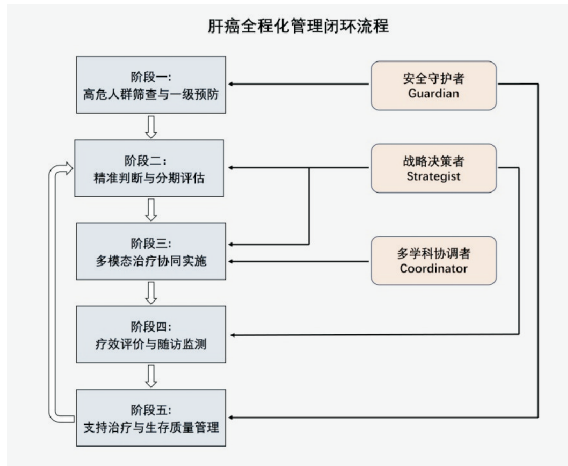 肝癌全程化管理闭环流程
阶段一:
高危人群筛查与一级预防
安全守护者
Guardian
阶段二:
精准判断与分期评估
战略决策者
Strategist
阶段三:
多模态治疗协同实施
多学科协调者
Coordinator
阶段四:
疗效评价与随访监测
阶段五:
支持治疗与生存质量管理